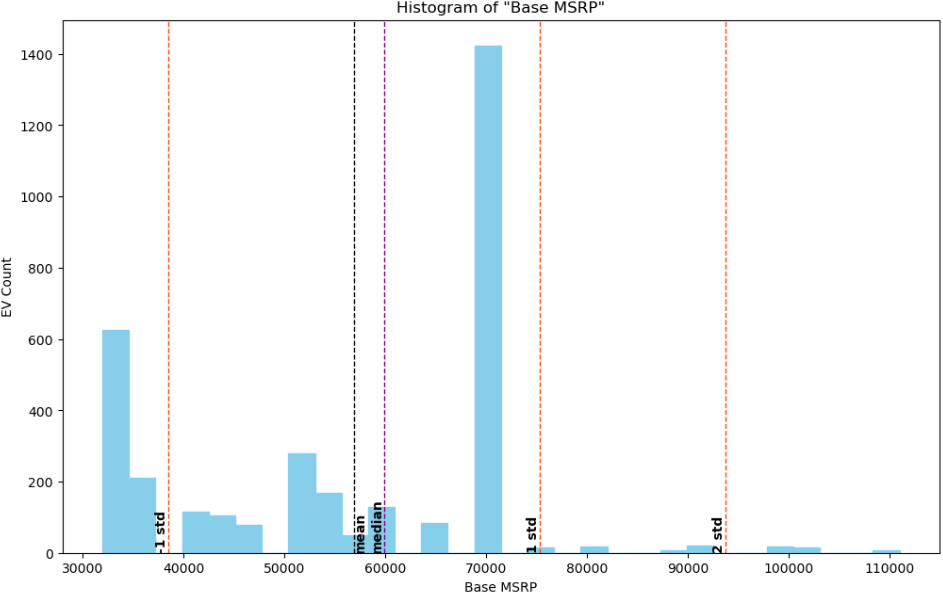 Histogram of "Base MSRP"
EV Count
1400
1200
1000
800
600
400
200
0
-1 std
mean
median
1 std
2 std
30000 40000 50000 60000 70000 80000 90000 100000 110000
Base MSRP